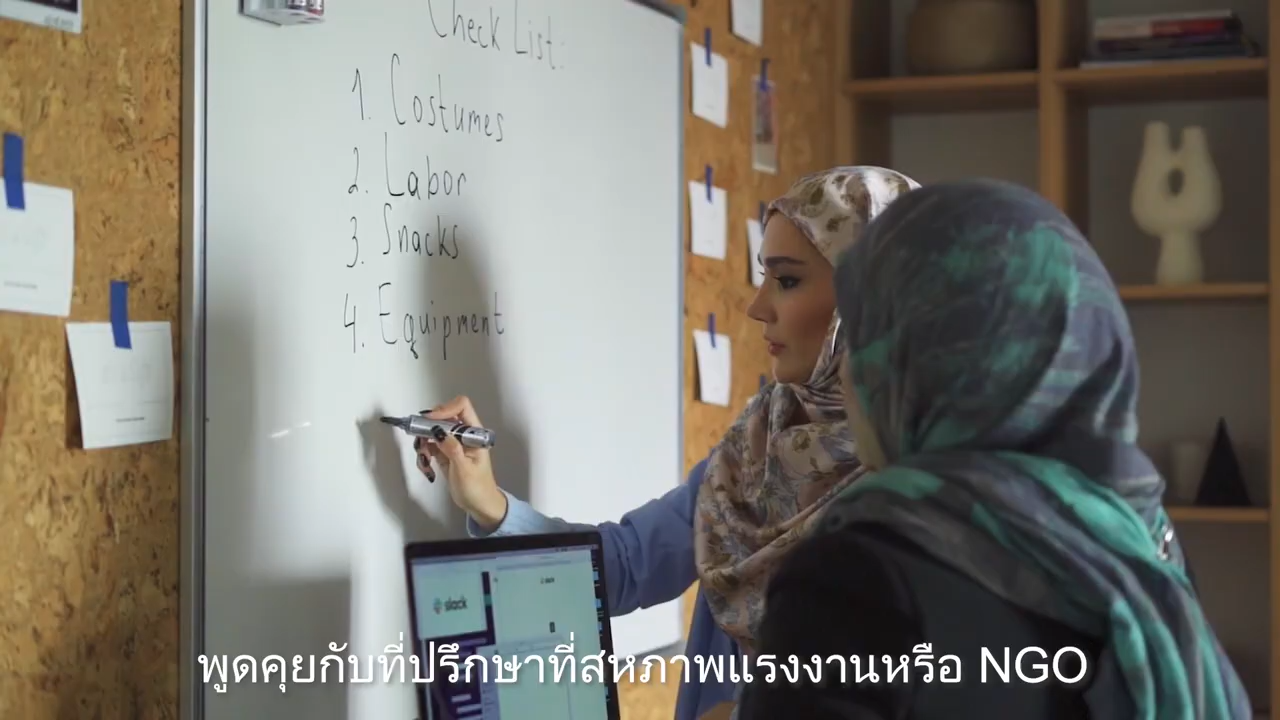 Check List:
1. Costumes
2. Labor
3. Snacks
4. Equipment
slack
พูดคุยกับที่ปรึกษาที่สหภาพแรงงานหรือ NGO